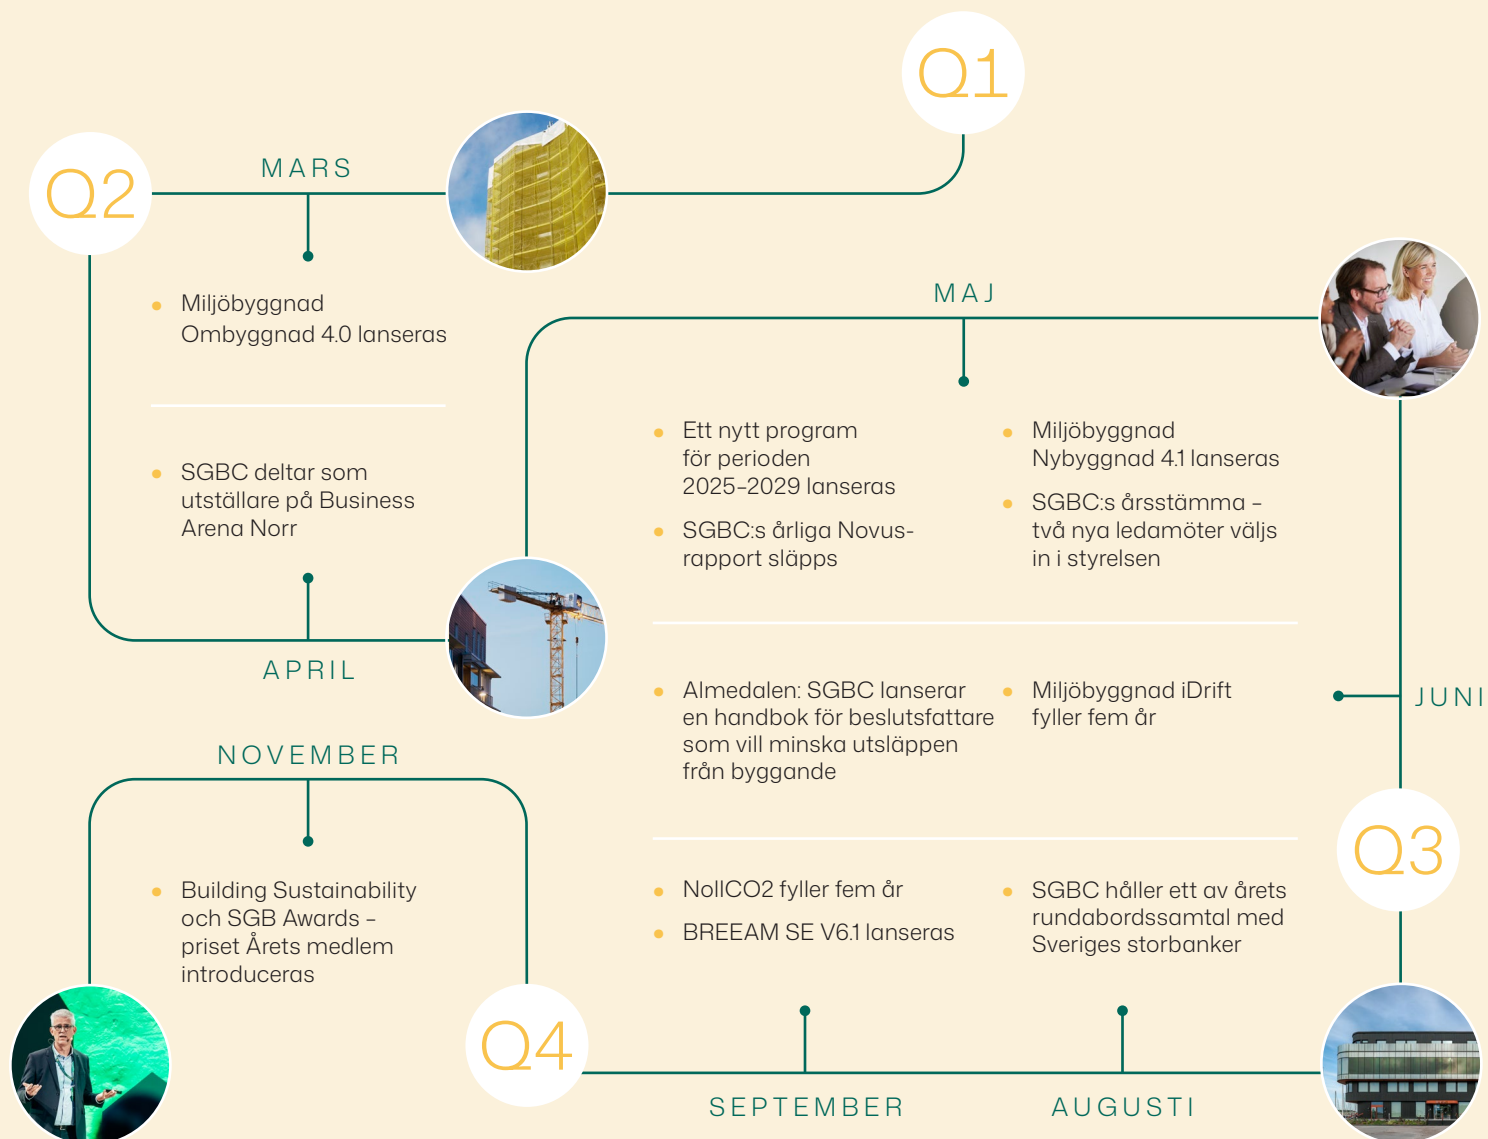 Q1
MARS
Miljöbyggnad
Ombyggnad 4.0 lanseras
Q2
SGBC deltar som
utställare på Business
Arena Norr
APRIL
MAJ
Ett nytt program
för perioden
2025–2029 lanseras
SGBC:s årliga Novus-
rapport släpps
Miljöbyggnad
Nybyggnad 4.1 lanseras
SGBC:s årsstämma –
två nya ledamöter väljs
in i styrelsen
JUNI
Almedalen: SGBC lanserar
en handbok för beslutsfattare
som vill minska utsläppen
från byggande
Miljöbyggnad iDrift
fyller fem år
Q3
SGBC håller ett av årets
rundabordssamtal med
Sveriges storbanker
AUGUSTI
NollCO2 fyller fem år
BREEAM SE V6.1 lanseras
SEPTEMBER
Q4
NOVEMBER
Building Sustainability
och SGB Awards –
priset Årets medlem
introduceras